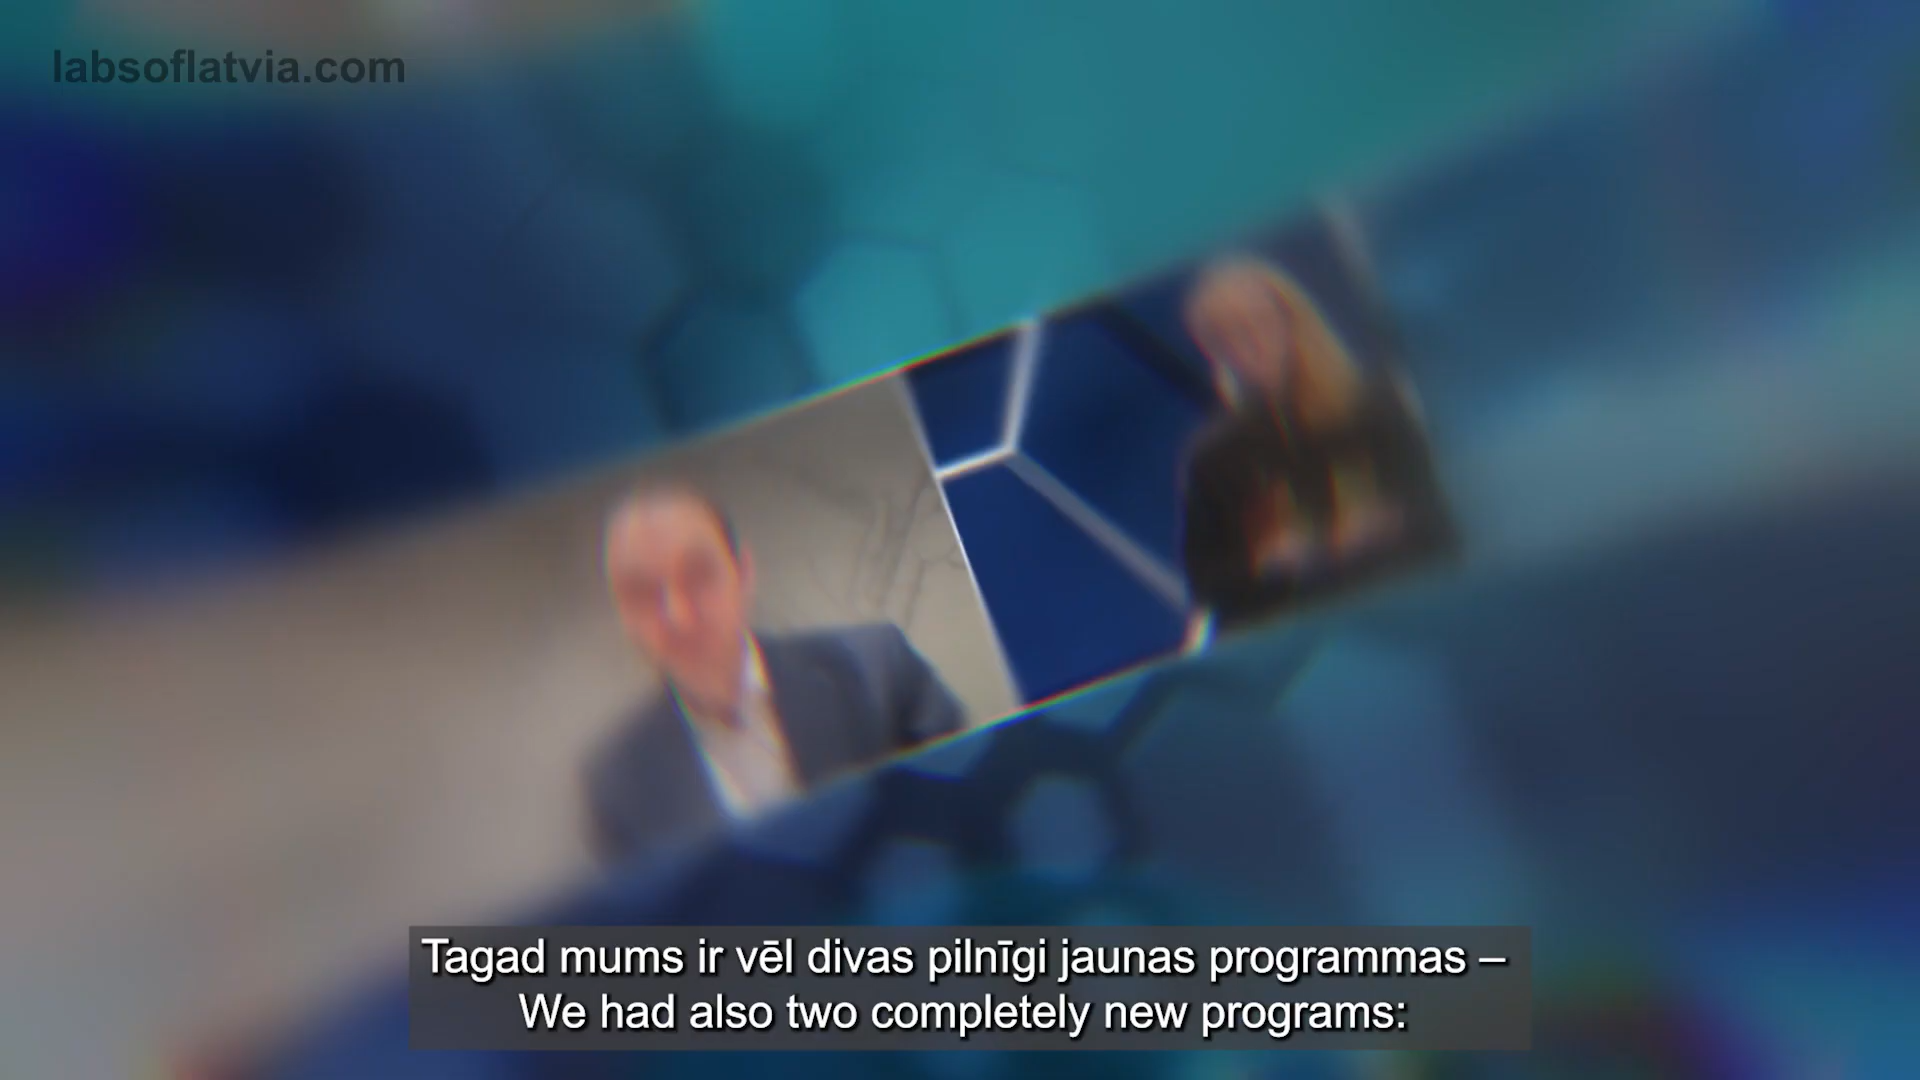 labsoflatvia.com
Tagad mums ir vēl divas pilnīgi jaunas programmas –
We had also two completely new programs: